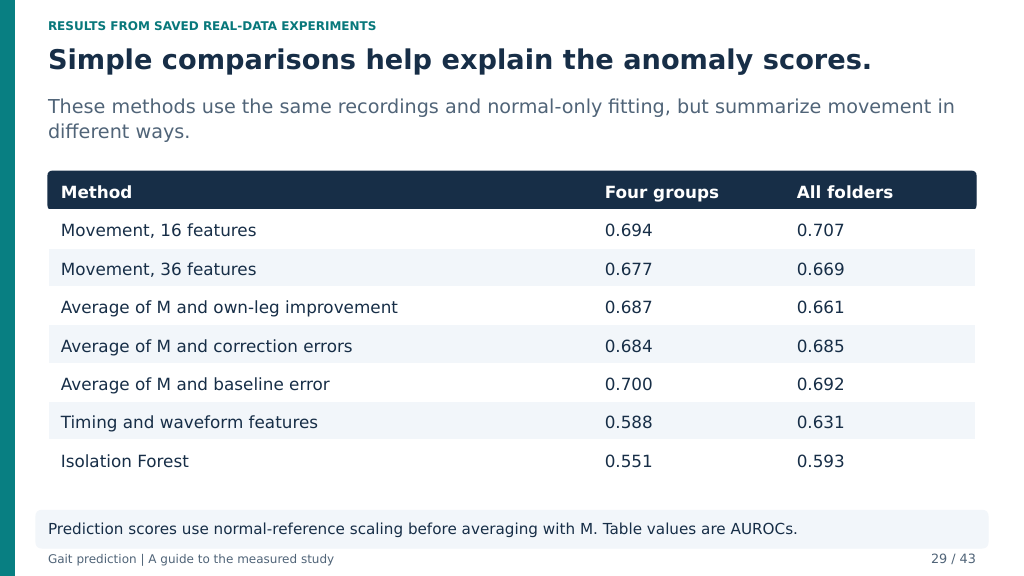 RESULTS FROM SAVED REAL-DATA EXPERIMENTS
Simple comparisons help explain the anomaly scores.
These methods use the same recordings and normal-only fitting, but summarize movement in
different ways.
Method Four groups All folders
Movement, 16 features 0.694 0.707
Movement, 36 features 0.677 0.669
Average of M and own-leg improvement 0.687 0.661
Average of M and correction errors 0.684 0.685
Average of M and baseline error 0.700 0.692
Timing and waveform features 0.588 0.631
Isolation Forest 0.551 0.593
Prediction scores use normal-reference scaling before averaging with M. Table values are AUROCs.
Gait prediction | A guide to the measured study 29 / 43